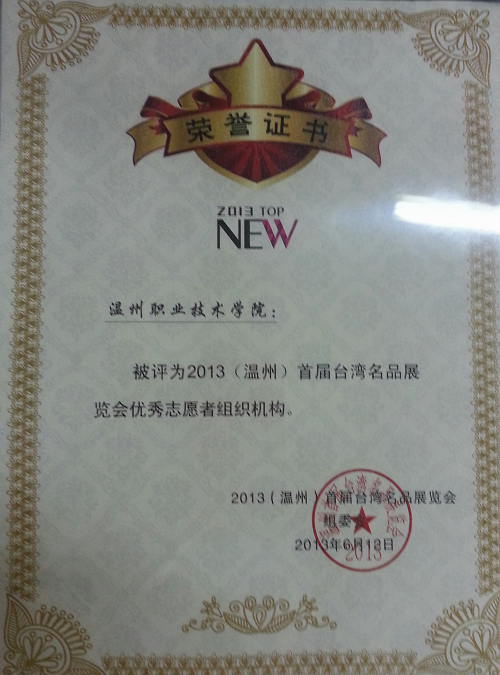 荣誉证书
2013 TOP
NEW
温州职业技术学院：
被评为2013（温州）首届台湾名品展
览会优秀志愿者组织机构。
2013（温州）首届台湾名品展览会
组委会
2013年6月12日
2013